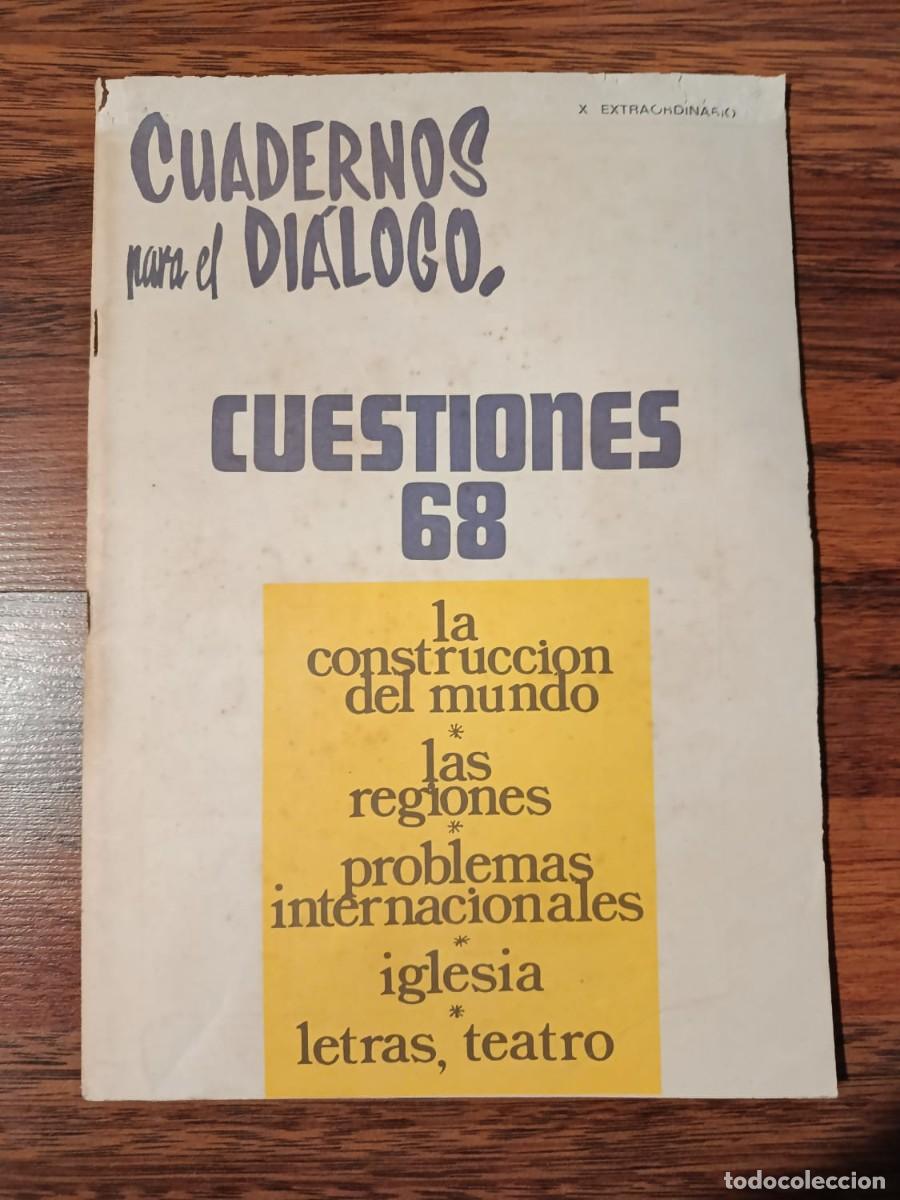 X EXTRAORDINARIO
CUADERNOS
para el DIÁLOGO.
CUESTIONES
68
la
construccion
del mundo
*
las
regiones
*
problemas
internacionales
*
iglesia
*
letras, teatro
todocoleccion